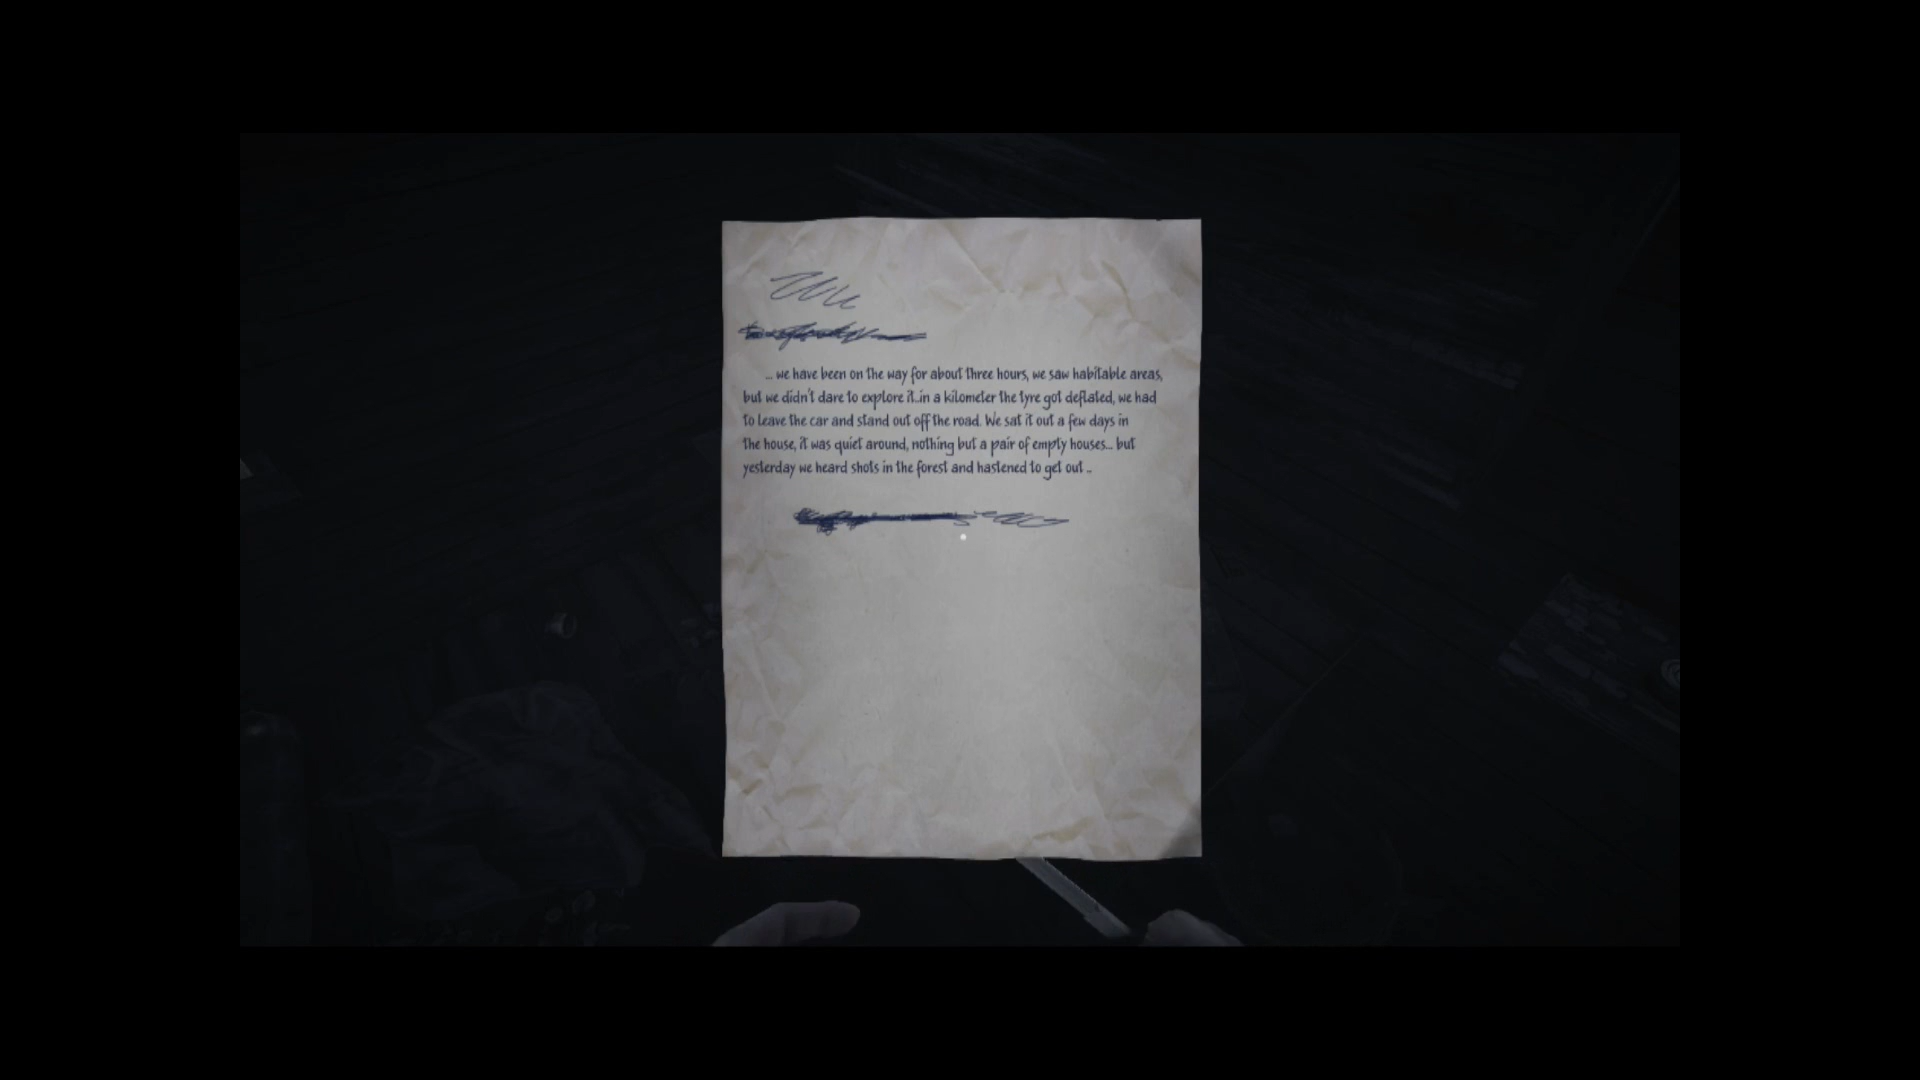 ... we have been on the way for about three hours, we saw habitable areas,
but we didn't dare to explore it..in a kilometer the tyre got deflated, we had
to leave the car and stand out off the road. We sat it out a few days in
the house, it was quiet around, nothing but a pair of empty houses... but
yesterday we heard shots in the forest and hastened to get out ..